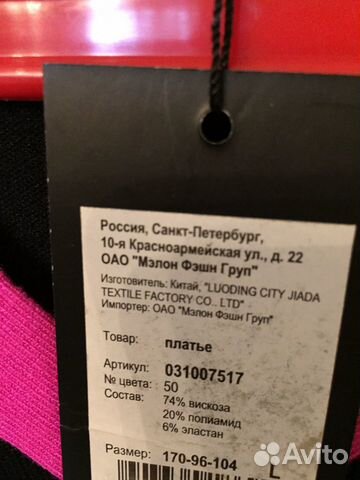 Россия, Санкт-Петербург,
10-я Красноармейская ул., д. 22
ОАО "Мэлон Фэшн Груп"
Изготовитель: Китай, "LUODING CITY JIADA
TEXTILE FACTORY CO.. LTD"
Импортер: ОАО "Мэлон Фэшн Груп"
Товар: платье
Артикул: 031007517
№ цвета: 50
Состав: 74% вискоза
20% полиамид
6% эластан
Размер: 170-96-104 L
Avito